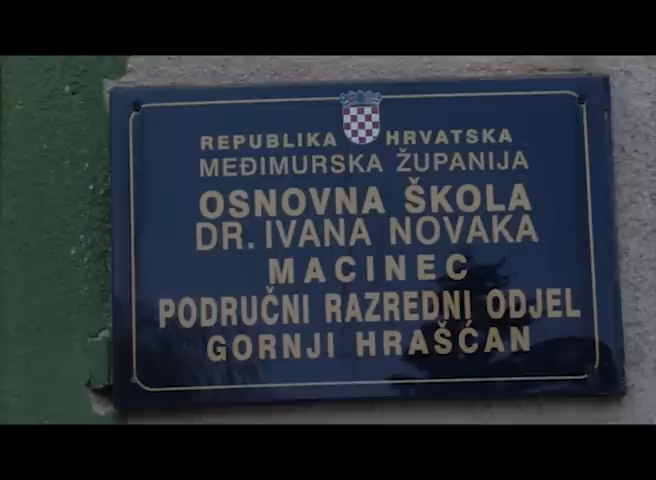 REPUBLIKA HRVATSKA
MEĐIMURSKA ŽUPANIJA
OSNOVNA ŠKOLA
DR. IVANA NOVAKA
MACINEC
PODRUČNI RAZREDNI ODJEL
GORNJI HRAŠĆAN